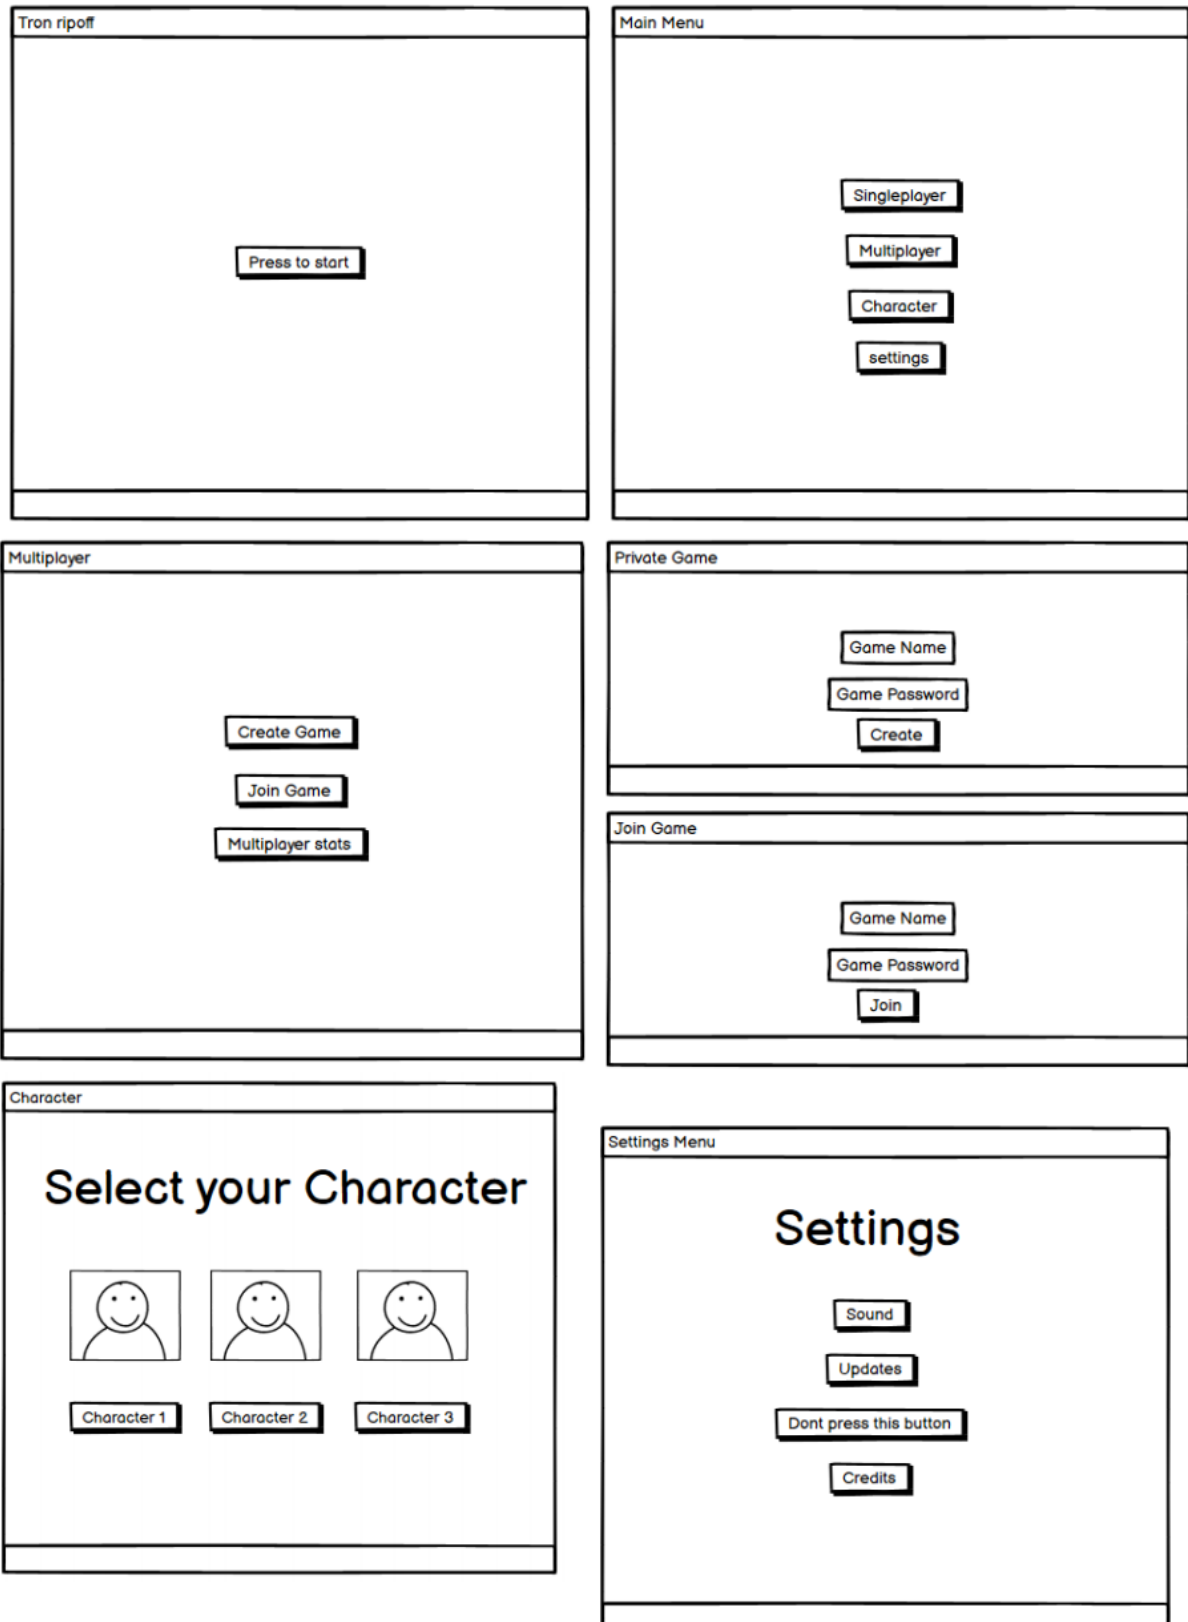 Tron ripoff
Press to start
Main Menu
Singleplayer
Multiplayer
Character
settings
Multiplayer
Create Game
Join Game
Multiplayer stats
Private Game
Game Name
Game Password
Create
Join Game
Game Name
Game Password
Join
Character
Select your Character
Character 1
Character 2
Character 3
Settings Menu
Settings
Sound
Updates
Dont press this button
Credits